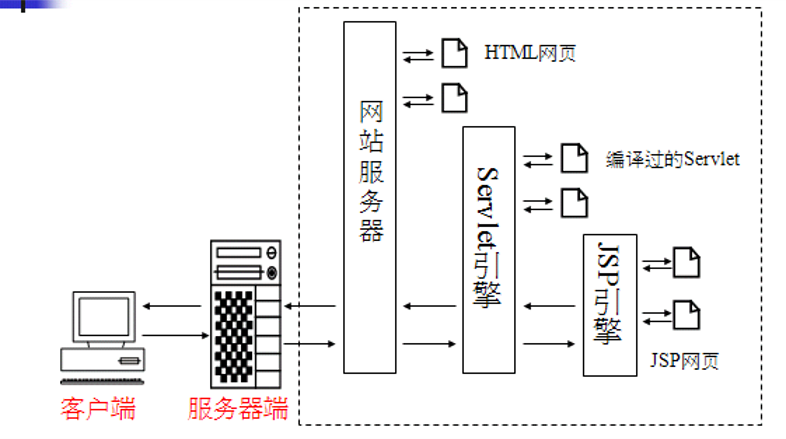 HTML网页
网站服务器
编译过的Servlet
Servlet引擎
JSP引擎
JSP网页
客户端
服务器端